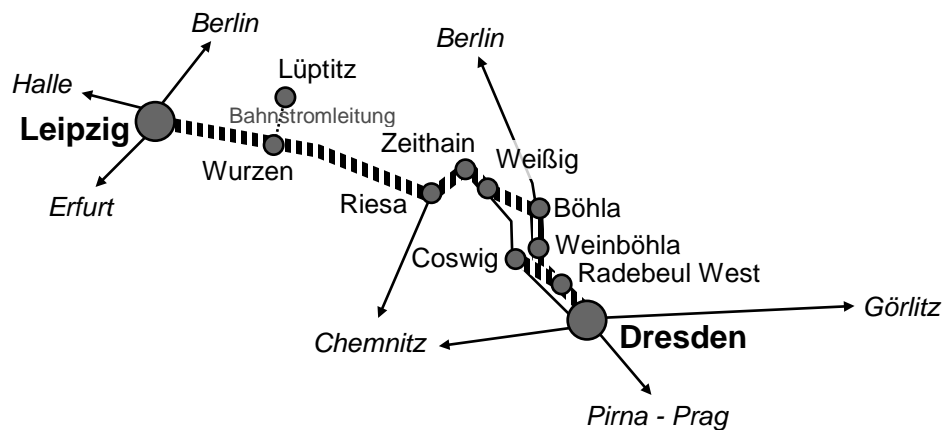 Berlin
Berlin
Lüptitz
Halle
Bahnstromleitung
Leipzig
Zeithain
Weißig
Wurzen
Erfurt
Riesa
Böhla
Weinböhla
Coswig
Radebeul West
Görlitz
Chemnitz
Dresden
Pirna - Prag